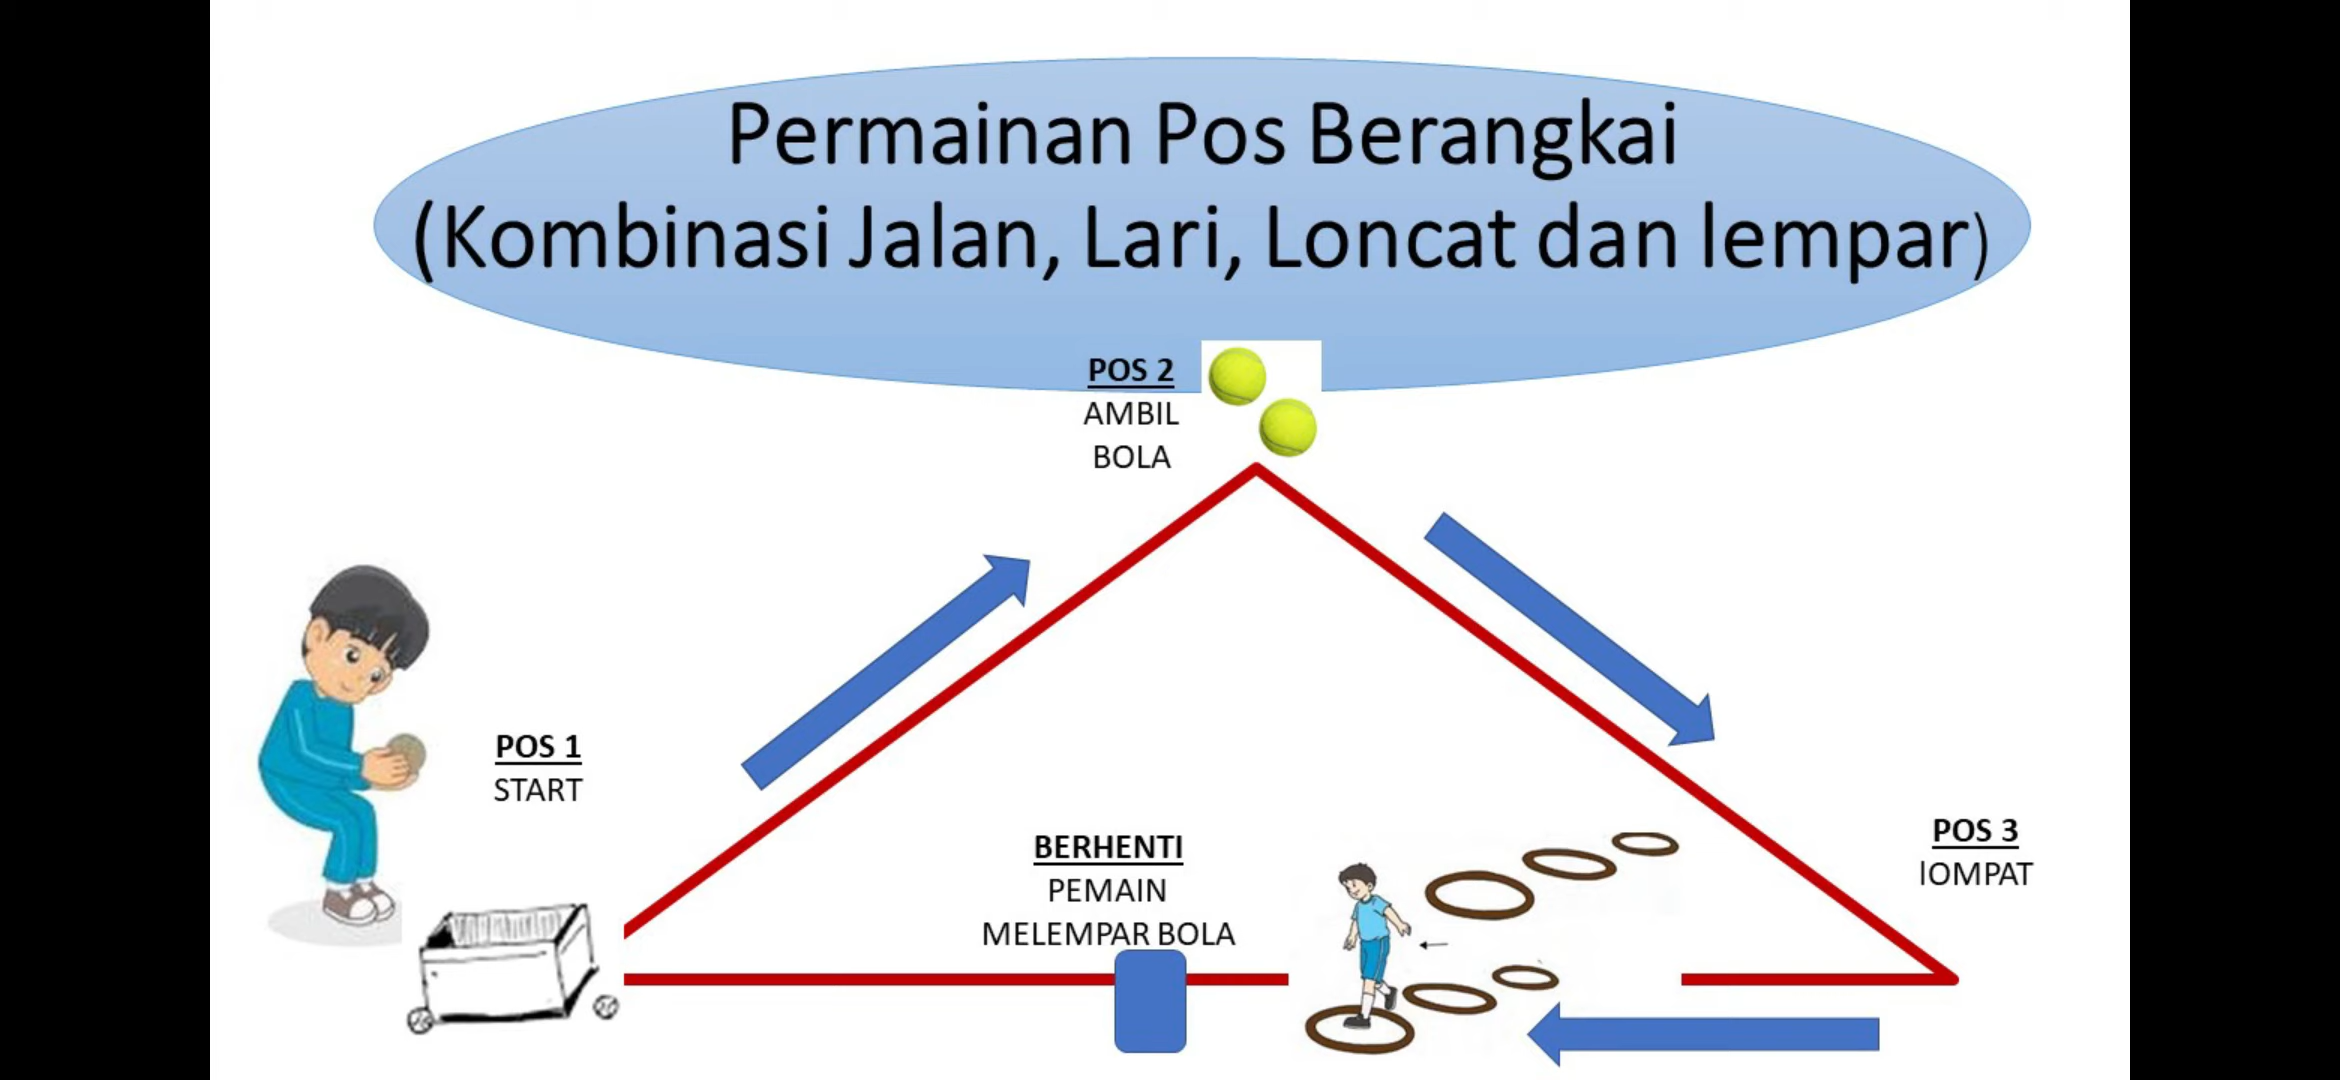 Permainan Pos Berangkai
(Kombinasi Jalan, Lari, Loncat dan lempar)
POS 2
AMBIL
BOLA
POS 1
START
BERHENTI
PEMAIN
MELEMPAR BOLA
POS 3
lOMPAT